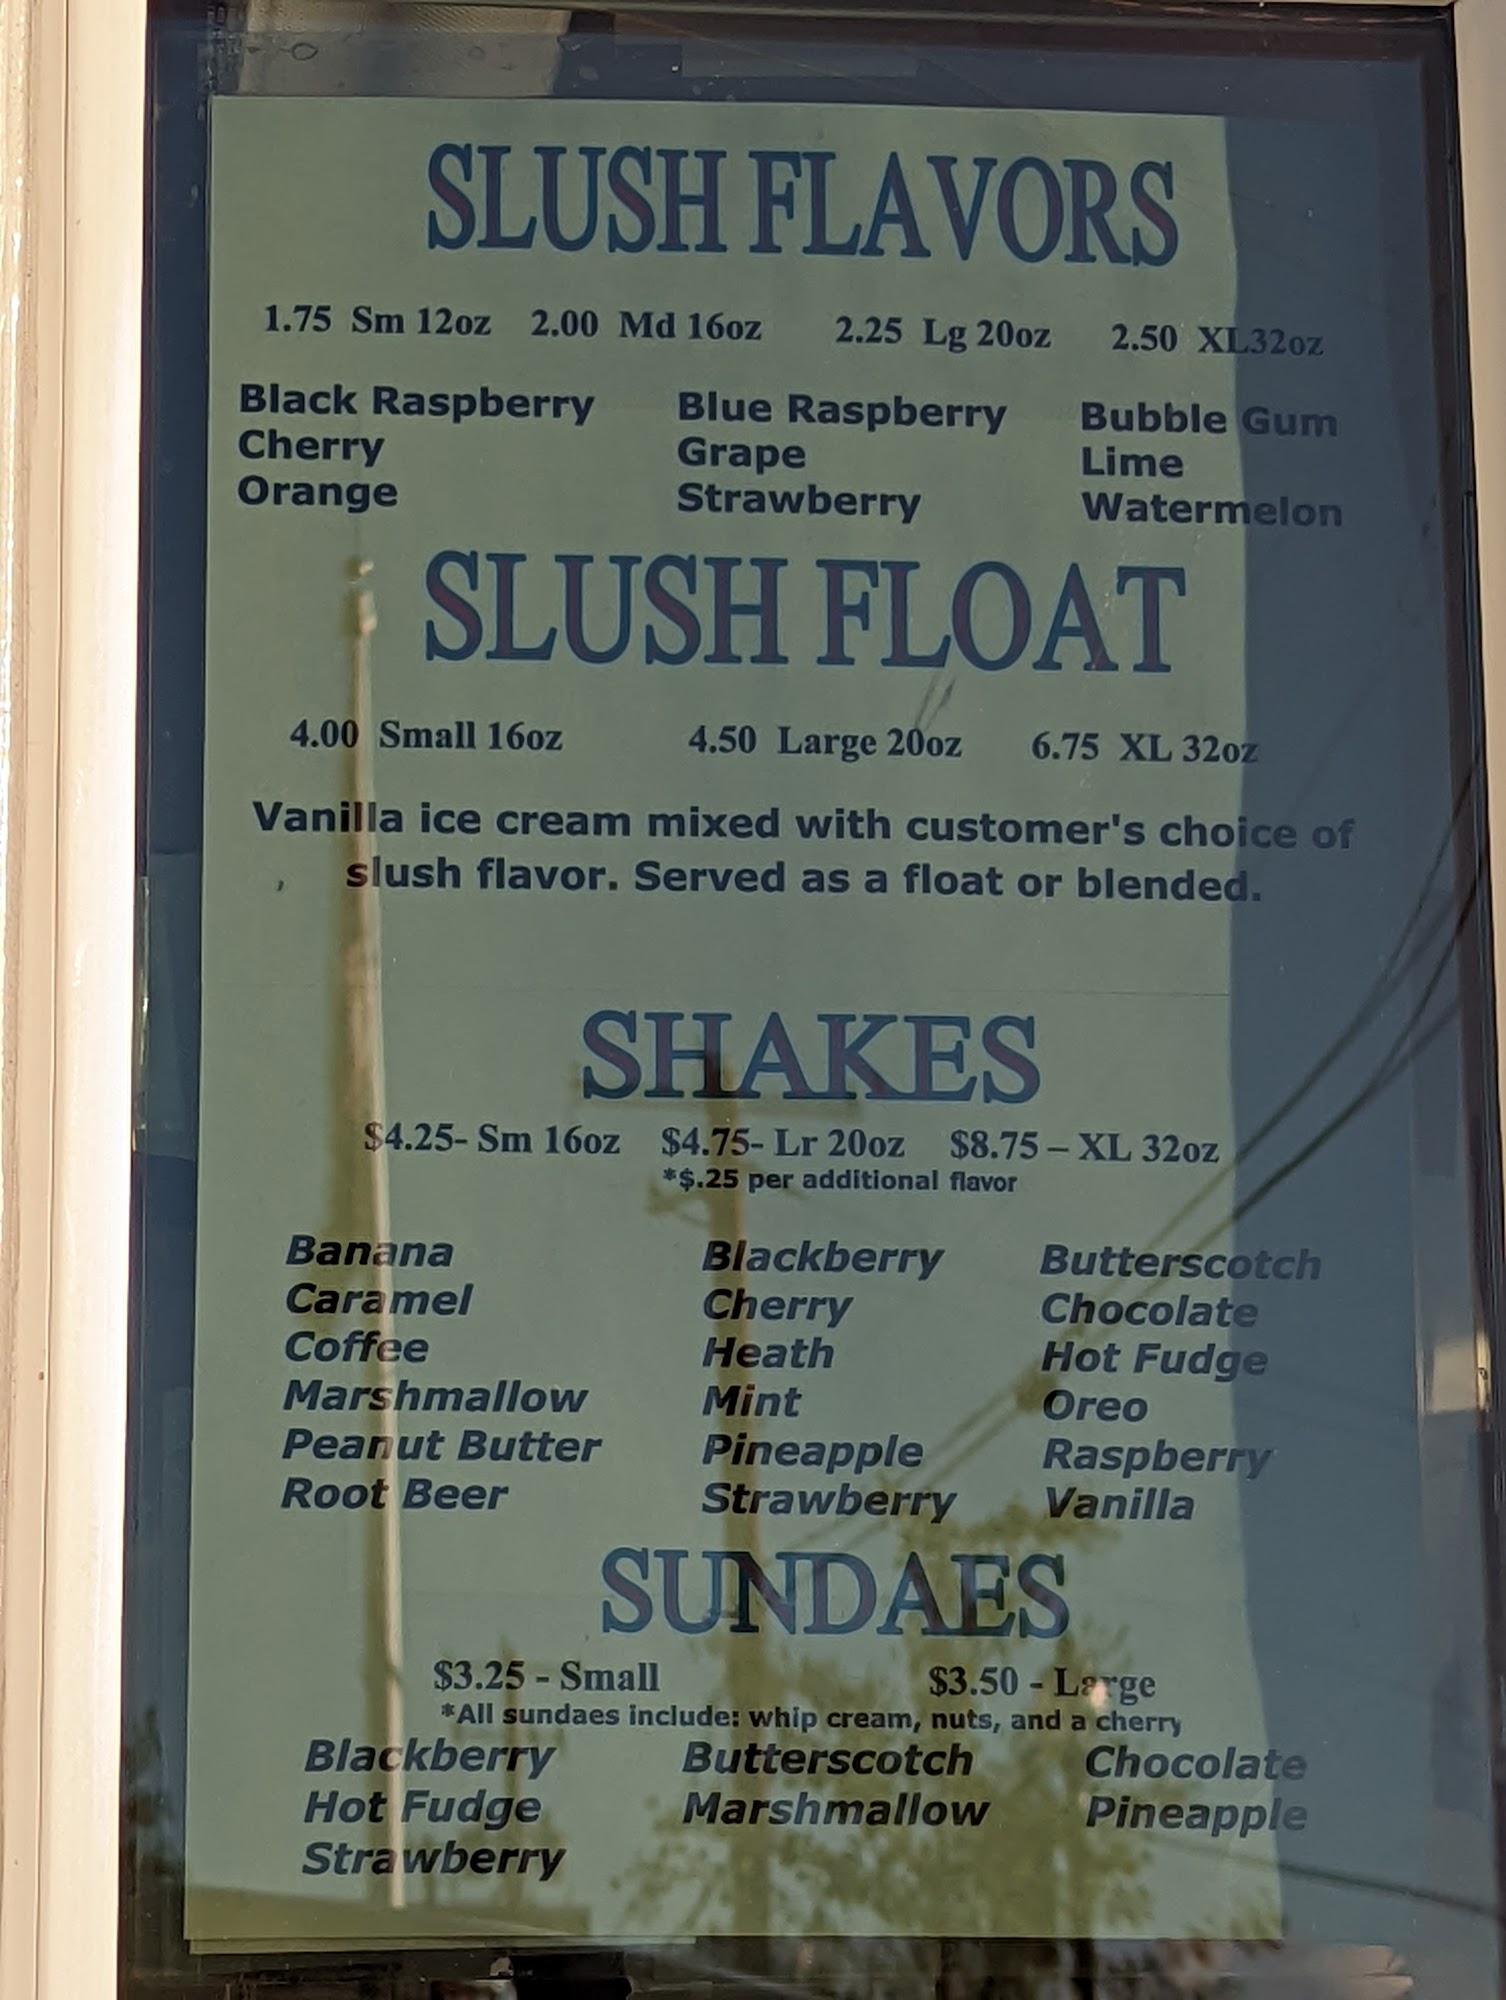 SLUSH FLAVORS
1.75 Sm 12oz 2.00 Md 16oz 2.25 Lg 20oz 2.50 XL32oz
Black Raspberry Blue Raspberry Bubble Gum
Cherry Grape Lime
Orange Strawberry Watermelon
SLUSH FLOAT
4.00 Small 16oz 4.50 Large 20oz 6.75 XL 32oz
Vanilla ice cream mixed with customer's choice of
slush flavor. Served as a float or blended.
SHAKES
$4.25- Sm 16oz $4.75- Lr 20oz $8.75 – XL 32oz
*$.25 per additional flavor
Banana Blackberry Butterscotch
Caramel Cherry Chocolate
Coffee Heath Hot Fudge
Marshmallow Mint Oreo
Peanut Butter Pineapple Raspberry
Root Beer Strawberry Vanilla
SUNDAES
$3.25 - Small $3.50 - Large
*All sundaes include: whip cream, nuts, and a cherry
Blackberry Butterscotch Chocolate
Hot Fudge Marshmallow Pineapple
Strawberry